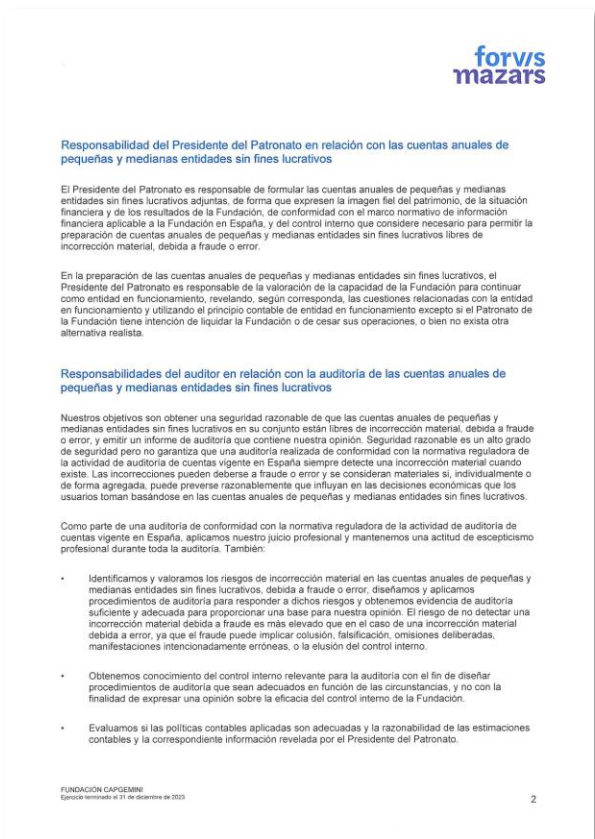 forvis
mazars
Responsabilidad del Presidente del Patronato en relación con las cuentas anuales de
pequeñas y medianas entidades sin fines lucrativos
El Presidente del Patronato es responsable de formular las cuentas anuales de pequeñas y medianas
entidades sin fines lucrativos adjuntas, de forma que expresen la imagen fiel del patrimonio, de la situación
financiera y de los resultados de la Fundación, de conformidad con el marco normativo de información
financiera aplicable a la Fundación en España, y del control interno que considere necesario para permitir la
preparación de cuentas anuales de pequeñas y medianas entidades sin fines lucrativos libres de
incorrección material, debida a fraude o error.
En la preparación de las cuentas anuales de pequeñas y medianas entidades sin fines lucrativos, el
Presidente del Patronato es responsable de la valoración de la capacidad de la Fundación para continuar
como entidad en funcionamiento, revelando, según corresponda, las cuestiones relacionadas con la entidad
en funcionamiento y utilizando el principio contable de entidad en funcionamiento excepto si el Patronato de
la Fundación tiene intención de liquidar la Fundación o de cesar sus operaciones, o bien no exista otra
alternativa realista.
Responsabilidades del auditor en relación con la auditoría de las cuentas anuales de
pequeñas y medianas entidades sin fines lucrativos
Nuestros objetivos son obtener una seguridad razonable de que las cuentas anuales de pequeñas y
medianas entidades sin fines lucrativos en su conjunto están libres de incorrección material, debida a fraude
o error, y emitir un informe de auditoría que contiene nuestra opinión. Seguridad razonable es un alto grado
de seguridad pero no garantiza que una auditoría realizada de conformidad con la normativa reguladora de
la actividad de auditoría de cuentas vigente en España siempre detecte una incorrección material cuando
existe. Las incorrecciones pueden deberse a fraude o error y se consideran materiales si, individualmente o
de forma agregada, puede preverse razonablemente que influyan en las decisiones económicas que los
usuarios toman basándose en las cuentas anuales de pequeñas y medianas entidades sin fines lucrativos.
Como parte de una auditoría de conformidad con la normativa reguladora de la actividad de auditoría de
cuentas vigente en España, aplicamos nuestro juicio profesional y mantenemos una actitud de escepticismo
profesional durante toda la auditoría. También:
• Identificamos y valoramos los riesgos de incorrección material en las cuentas anuales de pequeñas y
medianas entidades sin fines lucrativos, debida a fraude o error, diseñamos y aplicamos
procedimientos de auditoría para responder a dichos riesgos y obtenemos evidencia de auditoría
suficiente y adecuada para proporcionar una base para nuestra opinión. El riesgo de no detectar una
incorrección material debida a fraude es más elevado que en el caso de una incorrección material
debida a error, ya que el fraude puede implicar colusión, falsificación, omisiones deliberadas,
manifestaciones intencionadamente erróneas, o la elusión del control interno.
• Obtenemos conocimiento del control interno relevante para la auditoría con el fin de diseñar
procedimientos de auditoría que sean adecuados en función de las circunstancias, y no con la
finalidad de expresar una opinión sobre la eficacia del control interno de la Fundación.
• Evaluamos si las políticas contables aplicadas son adecuadas y la razonabilidad de las estimaciones
contables y la correspondiente información revelada por el Presidente del Patronato.
FUNDACIÓN CAPGEMINI
Ejercicio terminado el 31 de diciembre de 2023
2